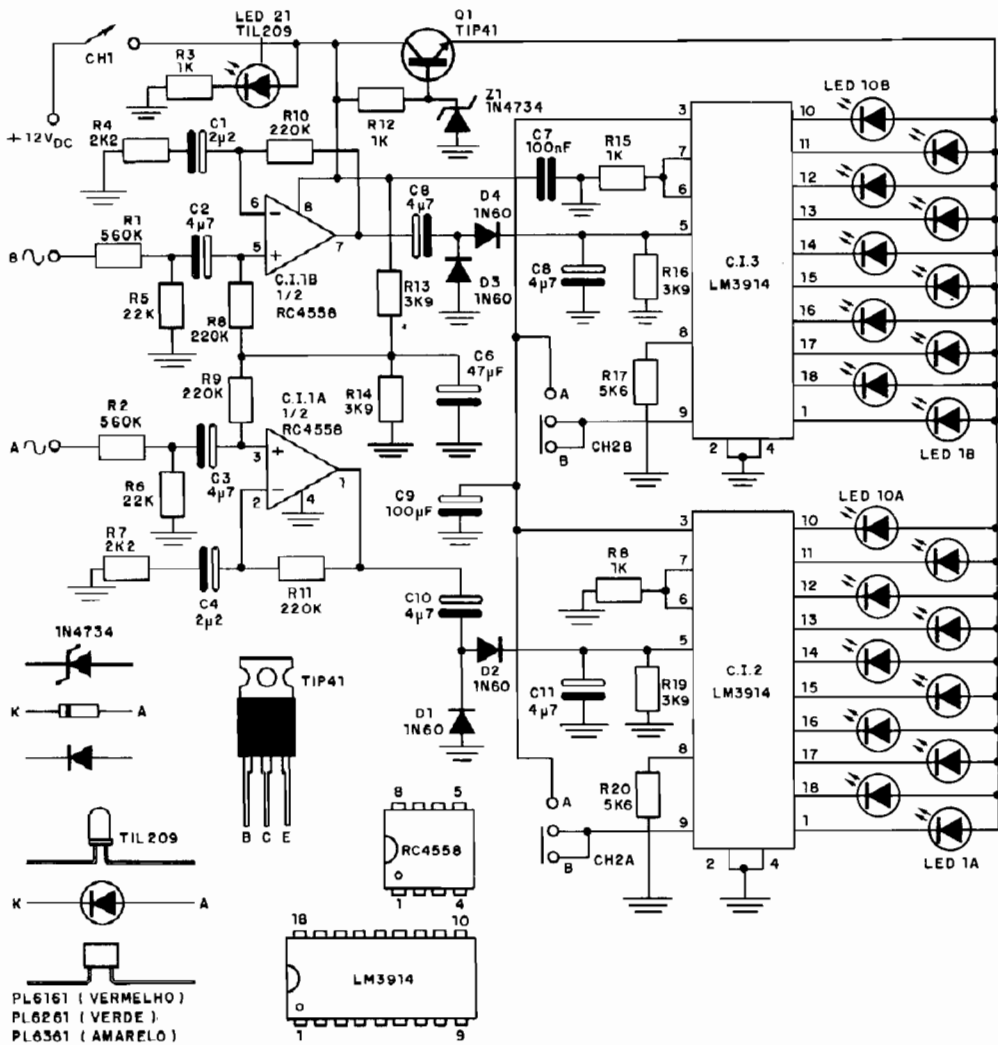 LED 21
TIL209
Q1
TIP41
CH1
R3
1K
+12VDC
R4
2K2
C1
2µ2
R10
220K
R12
1K
Z1
1N4734
C7
100nF
R15
1K
3
7
6
5
8
9
2
4
10
11
12
13
14
15
16
17
18
1
LED 10B
LED 1B
C.I.3
LM3914
B
R1
560K
C2
4µ7
6
5
8
7
-
+
C.I.1B
1/2
RC4558
C8
4µ7
D4
1N60
D3
1N60
C8
4µ7
R16
3K9
R5
22K
R8
220K
R13
3K9
R17
5K6
A
B
CH2B
R9
220K
C.I.1A
1/2
RC4558
R14
3K9
C6
47µF
A
R2
560K
C3
4µ7
3
2
4
1
+
-
R6
22K
R7
2K2
C4
2µ2
R11
220K
C9
100µF
C10
4µ7
D2
1N60
D1
1N60
R8
1K
C11
4µ7
R19
3K9
R20
5K6
A
B
CH2A
3
7
6
5
8
9
2
4
10
11
12
13
14
15
16
17
18
1
LED 10A
LED 1A
C.I.2
LM3914
1N4734
K
A
TIP41
B C E
TIL209
K
A
8
5
RC4558
1
4
18
10
LM3914
1
9
PL6161 (VERMELHO)
PL6261 (VERDE)
PL6361 (AMARELO)